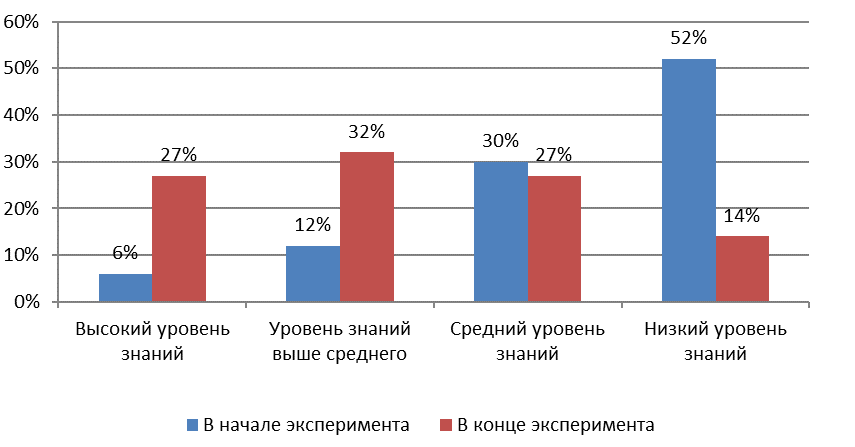 60%
52%
50%
40%
32%
30%
27%
27%
30%
20%
12%
14%
10%
6%
0%
Высокий уровень
знаний
Уровень знаний
выше среднего
Средний уровень
знаний
Низкий уровень
знаний
В начале эксперимента
В конце эксперимента